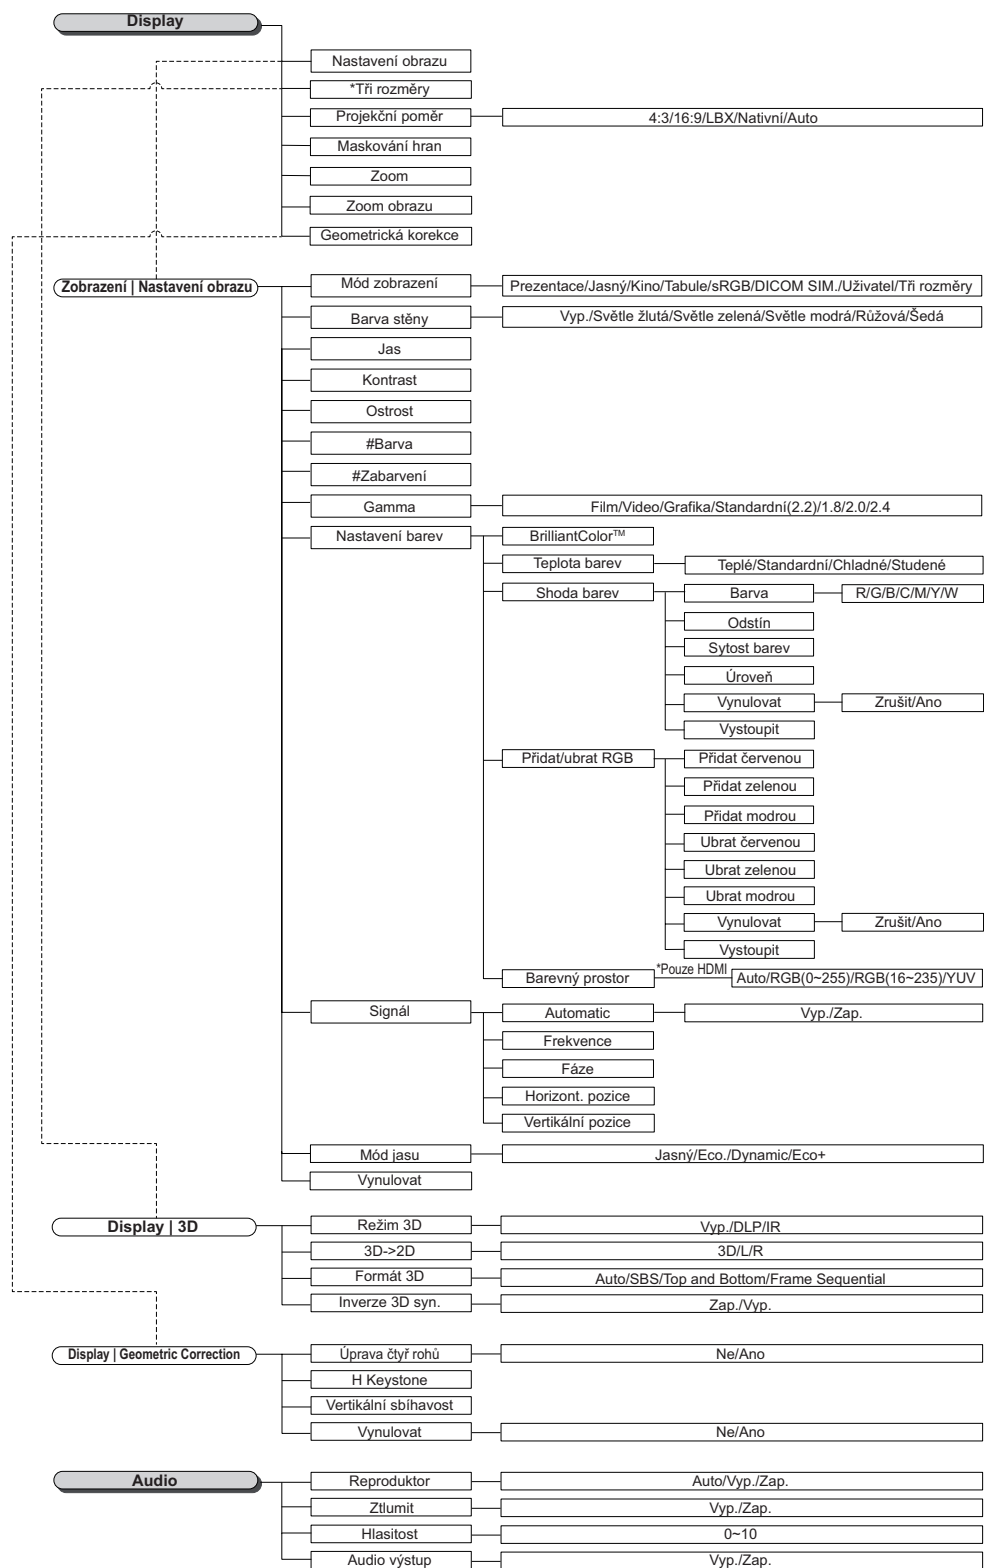 Display
Nastavení obrazu
*Tři rozměry
Projekční poměr 4:3/16:9/LBX/Nativní/Auto
Maskování hran
Zoom
Zoom obrazu
Geometrická korekce
Zobrazení | Nastavení obrazu
Mód zobrazení Prezentace/Jasný/Kino/Tabule/sRGB/DICOM SIM./Uživatel/Tři rozměry
Barva stěny Vyp./Světle žlutá/Světle zelená/Světle modrá/Růžová/Šedá
Jas
Kontrast
Ostrost
#Barva
#Zabarvení
Gamma Film/Video/Grafika/Standardní(2.2)/1.8/2.0/2.4
Nastavení barev BrilliantColor™
Teplota barev Teplé/Standardní/Chladné/Studené
Shoda barev Barva R/G/B/C/M/Y/W
Odstín
Sytost barev
Úroveň
Vynulovat Zrušit/Ano
Vystoupit
Přidat/ubrat RGB Přidat červenou
Přidat zelenou
Přidat modrou
Ubrat červenou
Ubrat zelenou
Ubrat modrou
Vynulovat Zrušit/Ano
Vystoupit
Barevný prostor *Pouze HDMI Auto/RGB(0~255)/RGB(16~235)/YUV
Signál Automatic Vyp./Zap.
Frekvence
Fáze
Horizont. pozice
Vertikální pozice
Mód jasu Jasný/Eco./Dynamic/Eco+
Vynulovat
Display | 3D
Režim 3D Vyp./DLP/IR
3D->2D 3D/L/R
Formát 3D Auto/SBS/Top and Bottom/Frame Sequential
Inverze 3D syn. Zap./Vyp.
Display | Geometric Correction
Úprava čtyř rohů Ne/Ano
H Keystone
Vertikální sbíhavost
Vynulovat Ne/Ano
Audio
Reproduktor Auto/Vyp./Zap.
Ztlumit Vyp./Zap.
Hlasitost 0~10
Audio výstup Vyp./Zap.